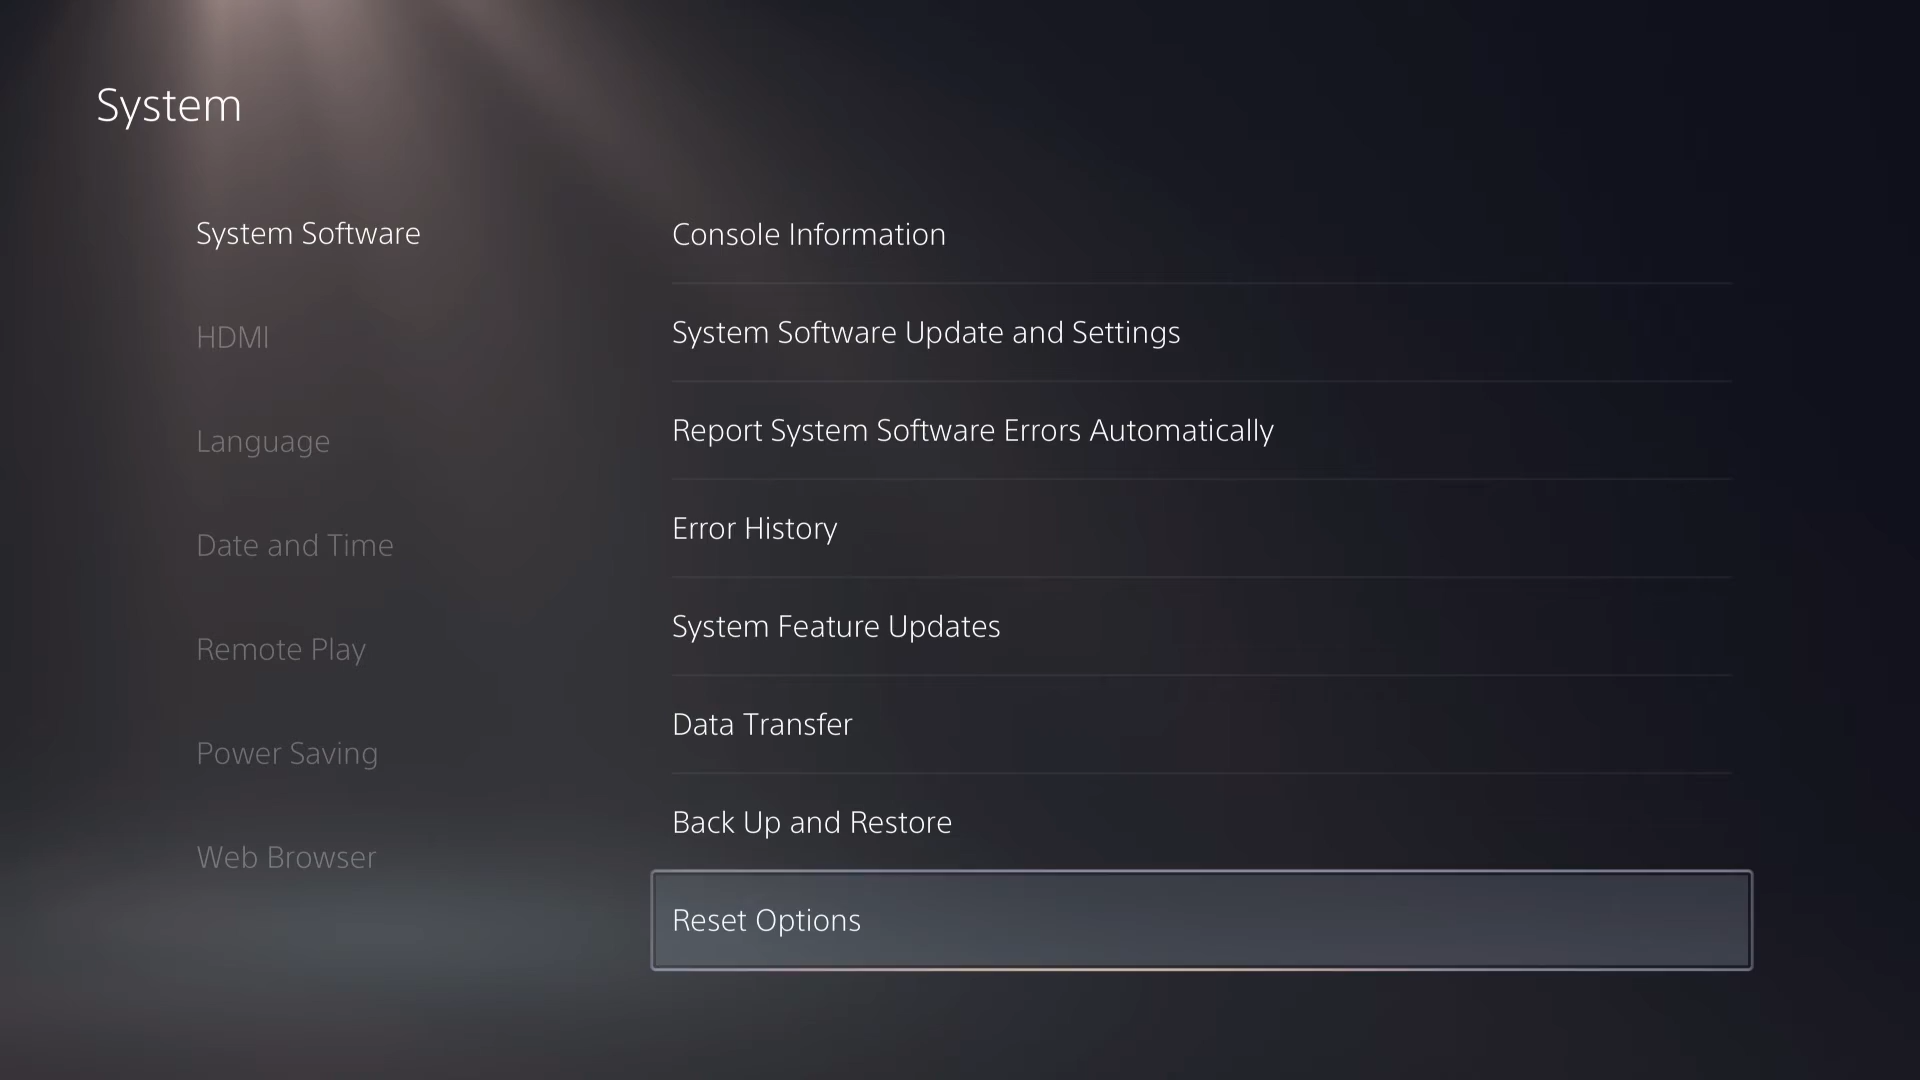 System
System Software
HDMI
Language
Date and Time
Remote Play
Power Saving
Web Browser
Console Information
System Software Update and Settings
Report System Software Errors Automatically
Error History
System Feature Updates
Data Transfer
Back Up and Restore
Reset Options